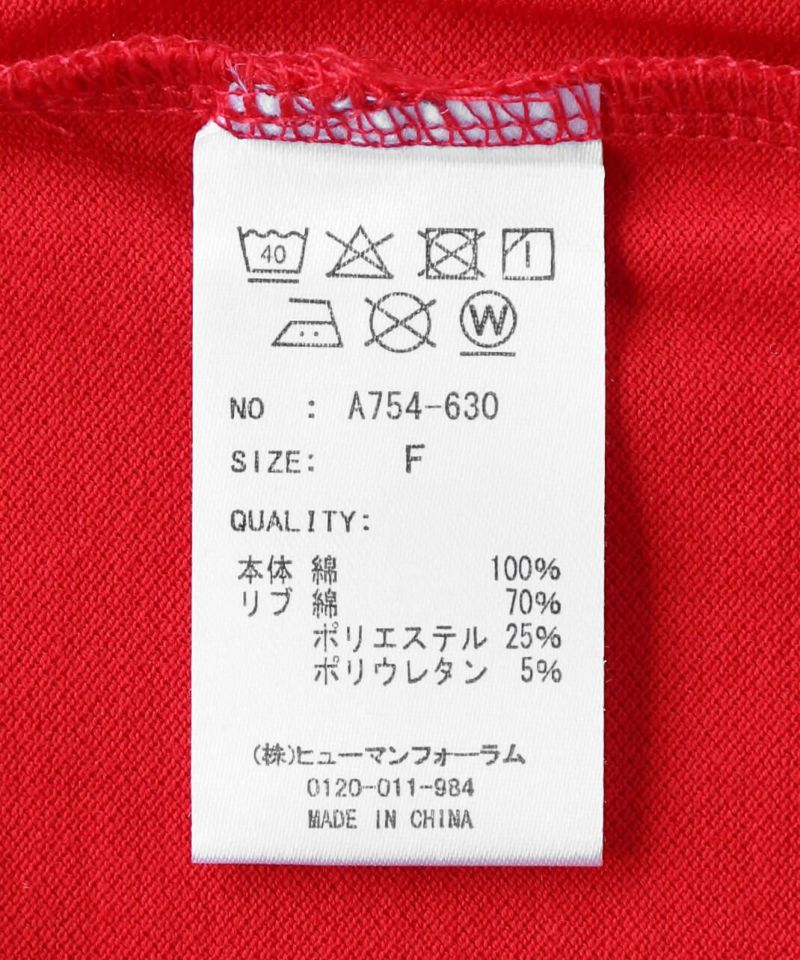 40
W
NO : A754-630
SIZE: F
QUALITY:
本体 綿 100%
リブ 綿 70%
ポリエステル 25%
ポリウレタン 5%
(株)ヒューマンフォーラム
0120-011-984
MADE IN CHINA